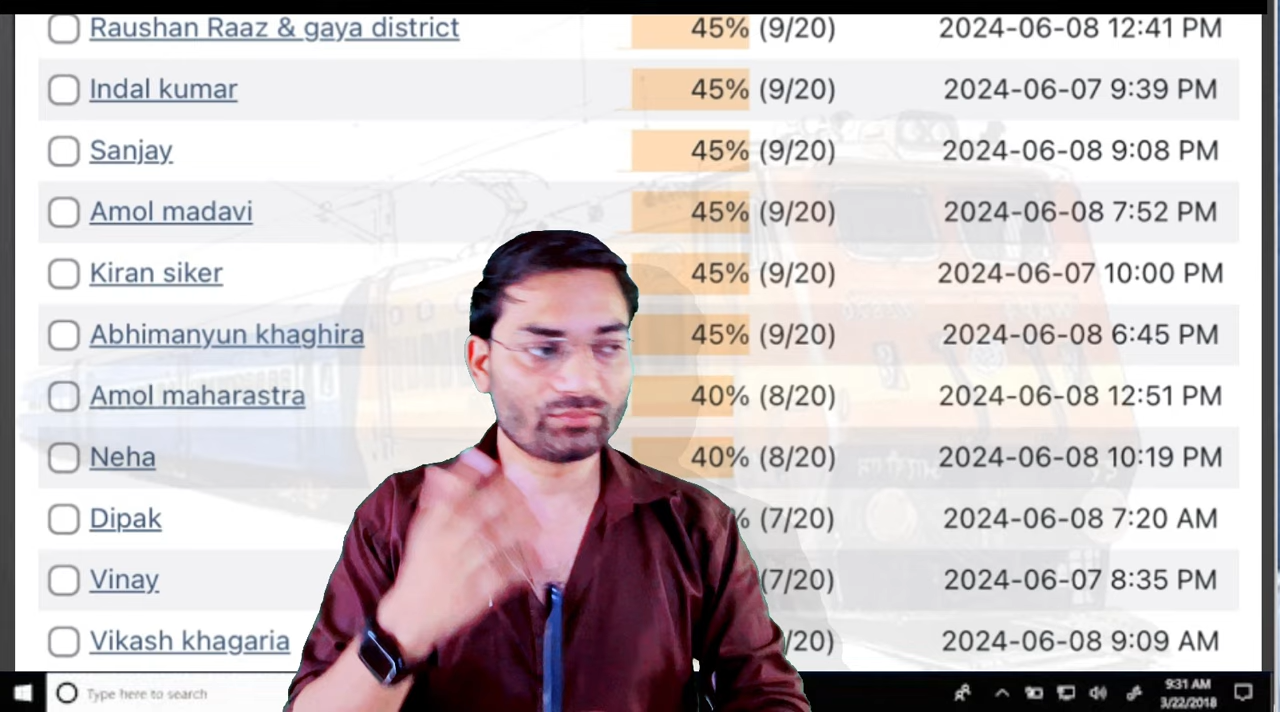 Raushan Raaz & gaya district 45% (9/20) 2024-06-08 12:41 PM
Indal kumar 45% (9/20) 2024-06-07 9:39 PM
Sanjay 45% (9/20) 2024-06-08 9:08 PM
Amol madavi 45% (9/20) 2024-06-08 7:52 PM
Kiran siker 45% (9/20) 2024-06-07 10:00 PM
Abhimanyun khaghira 45% (9/20) 2024-06-08 6:45 PM
Amol maharastra 40% (8/20) 2024-06-08 12:51 PM
Neha 40% (8/20) 2024-06-08 10:19 PM
Dipak % (7/20) 2024-06-08 7:20 AM
Vinay (7/20) 2024-06-07 8:35 PM
Vikash khagaria /20) 2024-06-08 9:09 AM
Type here to search 9:31 AM
3/22/2018